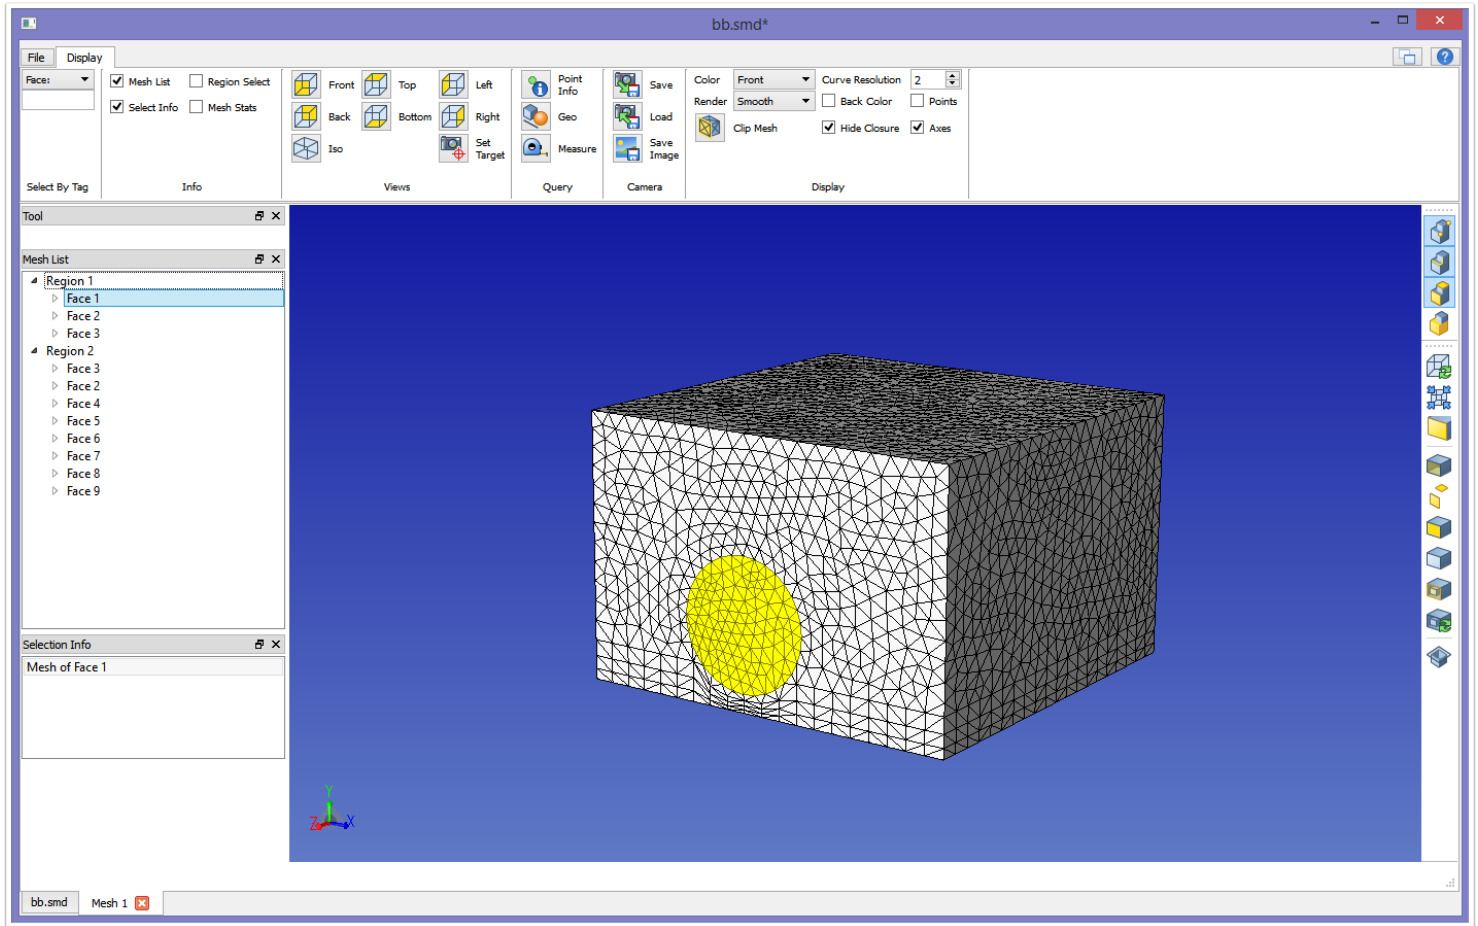 bb.smd*
File Display
Face: Mesh List Region Select
Select Info Mesh Stats
Select By Tag Info
Front Top Left
Back Bottom Right
Iso Set Target
Views
Point Info
Geo
Measure
Query
Save
Load
Save Image
Camera
Color Front Curve Resolution 2
Render Smooth Back Color Points
Clip Mesh Hide Closure Axes
Display
Tool
Mesh List
Region 1
Face 1
Face 2
Face 3
Region 2
Face 3
Face 2
Face 4
Face 5
Face 6
Face 7
Face 8
Face 9
Selection Info
Mesh of Face 1
Y
Z X
bb.smd Mesh 1